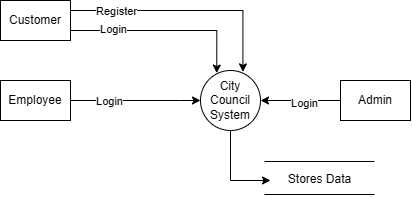 Customer
Register
Login
Employee
Login
City
Council
System
Login
Admin
Stores Data